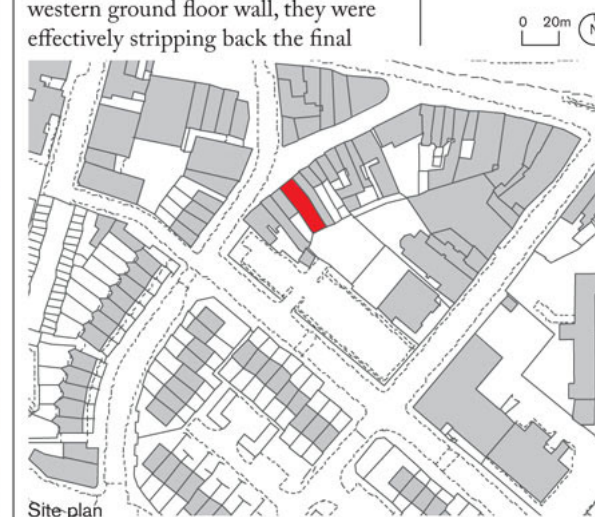 western ground floor wall, they were
effectively stripping back the final
0 20m
N
Site plan